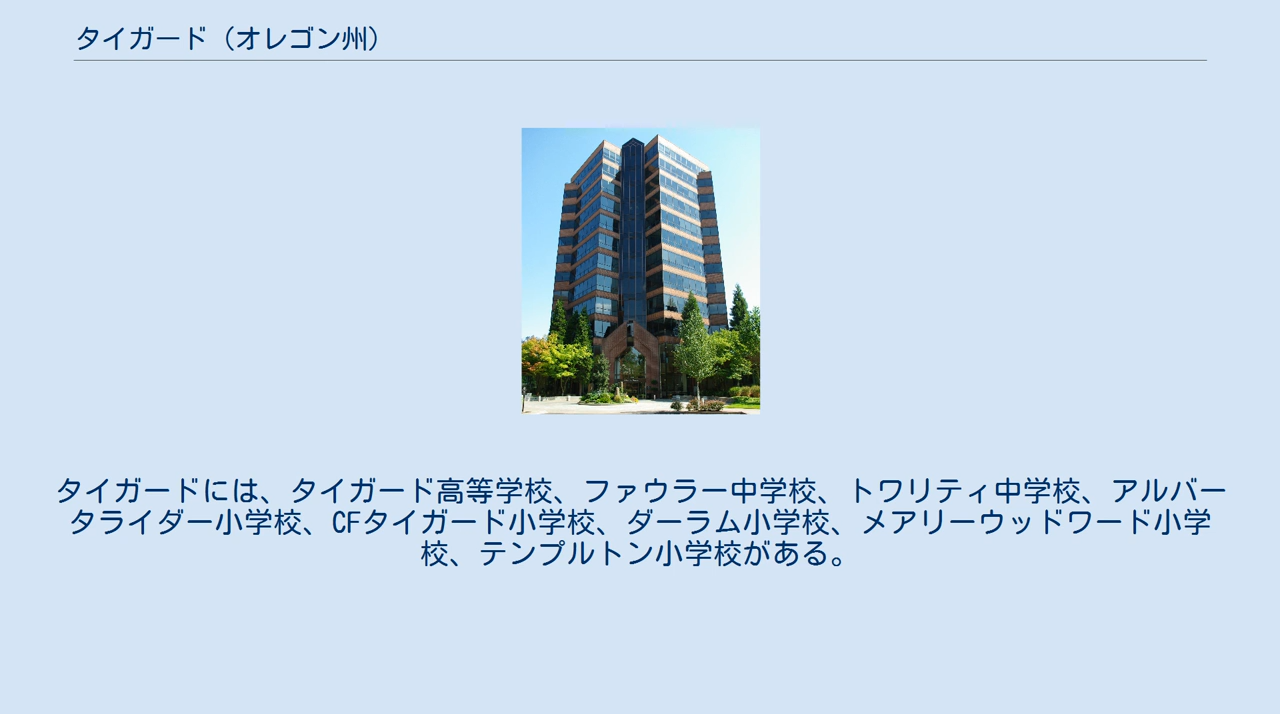 タイガード（オレゴン州）
タイガードには、タイガード高等学校、ファウラー中学校、トワリティ中学校、アルバー
タライダー小学校、CFタイガード小学校、ダーラム小学校、メアリーウッドワード小学
校、テンプルトン小学校がある。